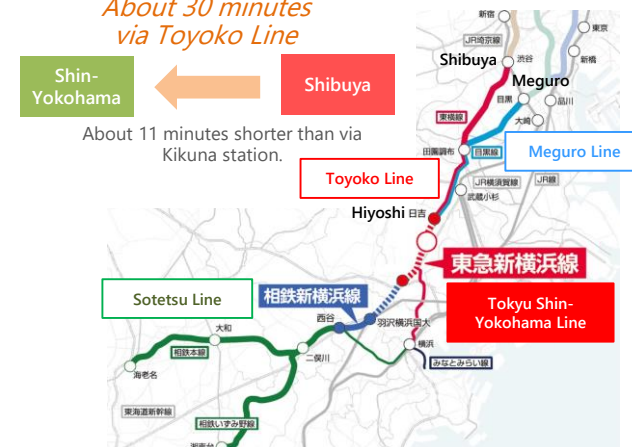 About 30 minutes
via Toyoko Line
Shin-
Yokohama
Shibuya
About 11 minutes shorter than via
Kikuna station.
新宿
東京
JR埼京線
新橋
Shibuya
渋谷
Meguro
目黒
品川
大崎
東横線
田園調布
目黒線
Meguro Line
Toyoko Line
JR横須賀線
JR線
武蔵小杉
Hiyoshi
日吉
東急新横浜線
Sotetsu Line
相鉄新横浜線
Tokyu Shin-
Yokohama Line
西谷
羽沢横浜国大
大和
二俣川
横浜
相鉄本線
みなとみらい線
海老名
東海道新幹線
相鉄いずみ野線
湘南台